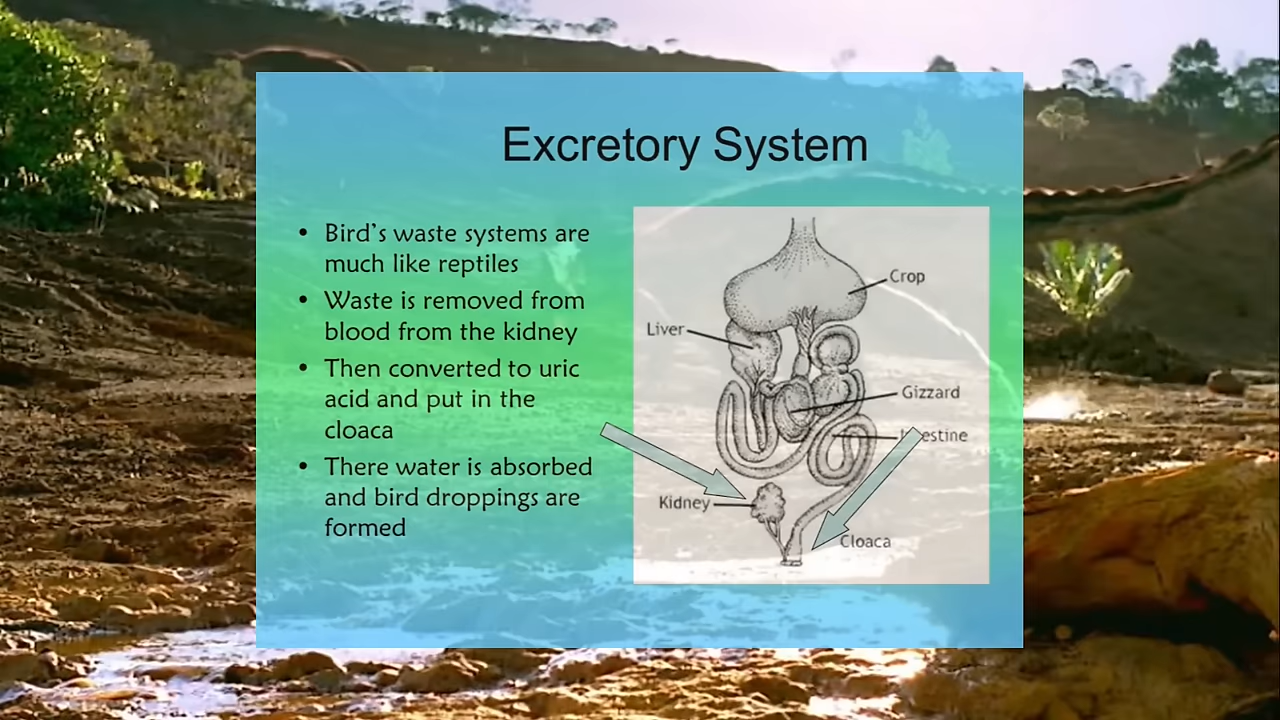 Excretory System
• Bird's waste systems are
much like reptiles
• Waste is removed from
blood from the kidney
• Then converted to uric
acid and put in the
cloaca
• There water is absorbed
and bird droppings are
formed
Crop
Liver
Gizzard
Kidney
Cloaca